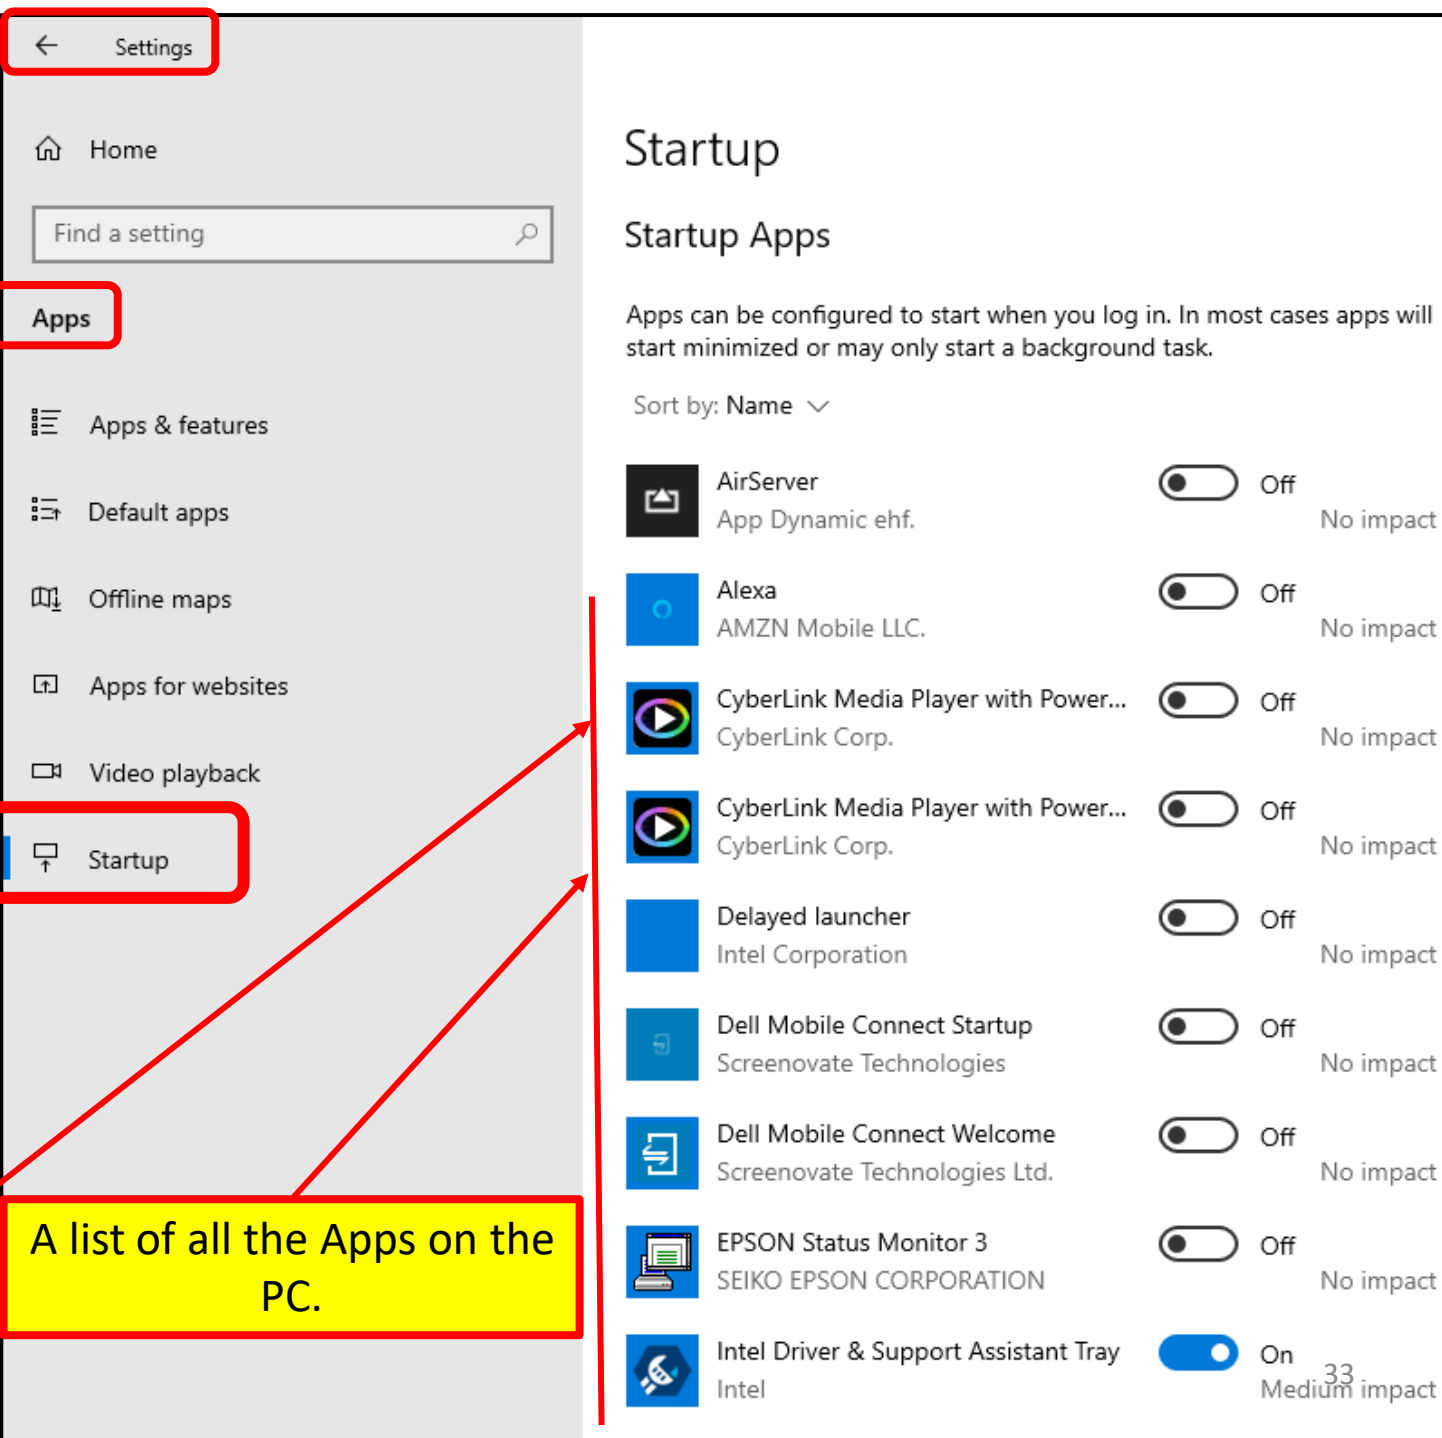 Settings
Home
Find a setting
Apps
Apps & features
Default apps
Offline maps
Apps for websites
Video playback
Startup
A list of all the Apps on the
PC.
Startup
Startup Apps
Apps can be configured to start when you log in. In most cases apps will
start minimized or may only start a background task.
Sort by: Name
AirServer Off
App Dynamic ehf. No impact
Alexa Off
AMZN Mobile LLC. No impact
CyberLink Media Player with Power... Off
CyberLink Corp. No impact
CyberLink Media Player with Power... Off
CyberLink Corp. No impact
Delayed launcher Off
Intel Corporation No impact
Dell Mobile Connect Startup Off
Screenovate Technologies No impact
Dell Mobile Connect Welcome Off
Screenovate Technologies Ltd. No impact
EPSON Status Monitor 3 Off
SEIKO EPSON CORPORATION No impact
Intel Driver & Support Assistant Tray On
Intel Medium impact
33